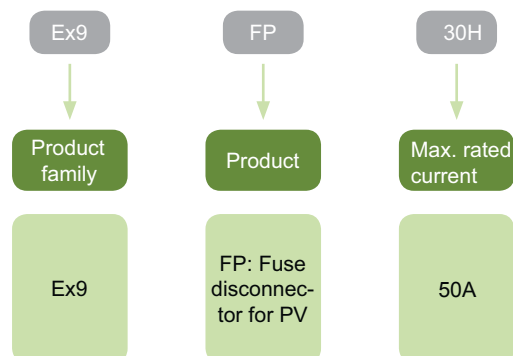 Ex9
FP
30H
Product
family
Product
Max. rated
current
Ex9
FP: Fuse
disconnec-
tor for PV
50A